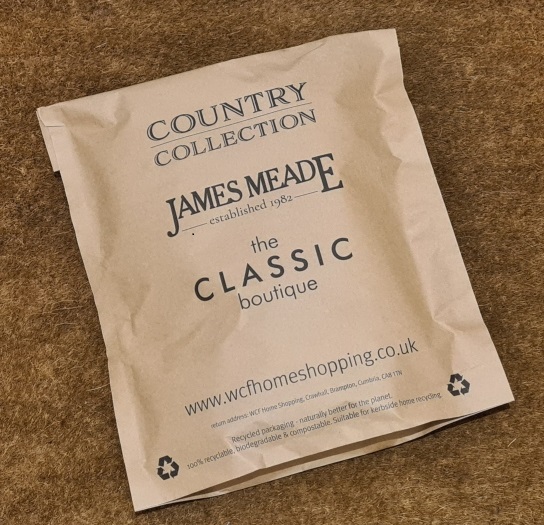 COUNTRY
COLLECTION
JAMES MEADE
established 1982
the
CLASSIC
boutique
www.wcfhomeshopping.co.uk
return address: WCF Home Shopping, Crawhall, Brampton, Cumbria, CA8 1TN
Recycled packaging - naturally better for the planet.
100% recyclable, biodegradable & compostable. Suitable for kerbside home recycling